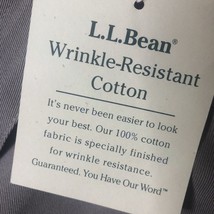 L.L.Bean®
Wrinkle-Resistant
Cotton
It's never been easier to look
your best. Our 100% cotton
fabric is specially finished
for wrinkle resistance.
Guaranteed. You Have Our Word™